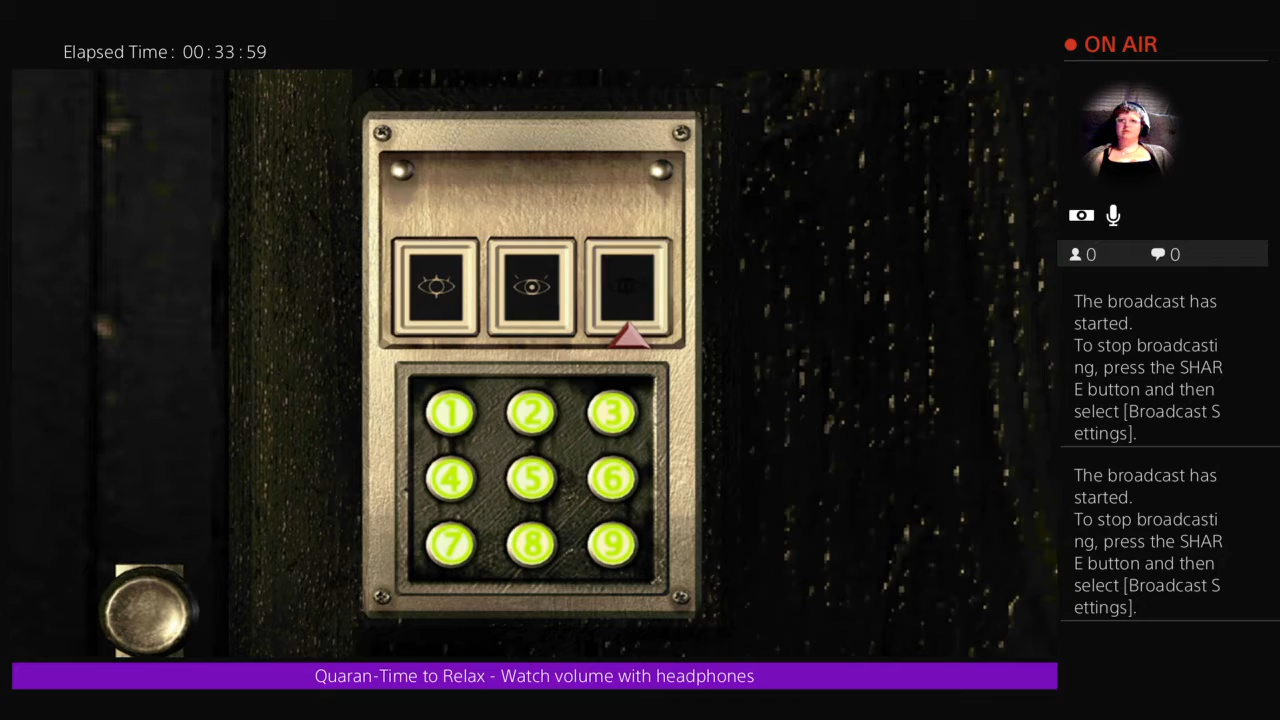 Elapsed Time: 00:33:59
ON AIR
0 0
The broadcast has
started.
To stop broadcasti
ng, press the SHAR
E button and then
select [Broadcast S
ettings].
The broadcast has
started.
To stop broadcasti
ng, press the SHAR
E button and then
select [Broadcast S
ettings].
1 2 3
4 5 6
7 8 9
Quaran-Time to Relax - Watch volume with headphones